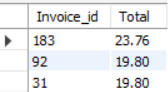 Invoice_id Total
183 23.76
92 19.80
31 19.80